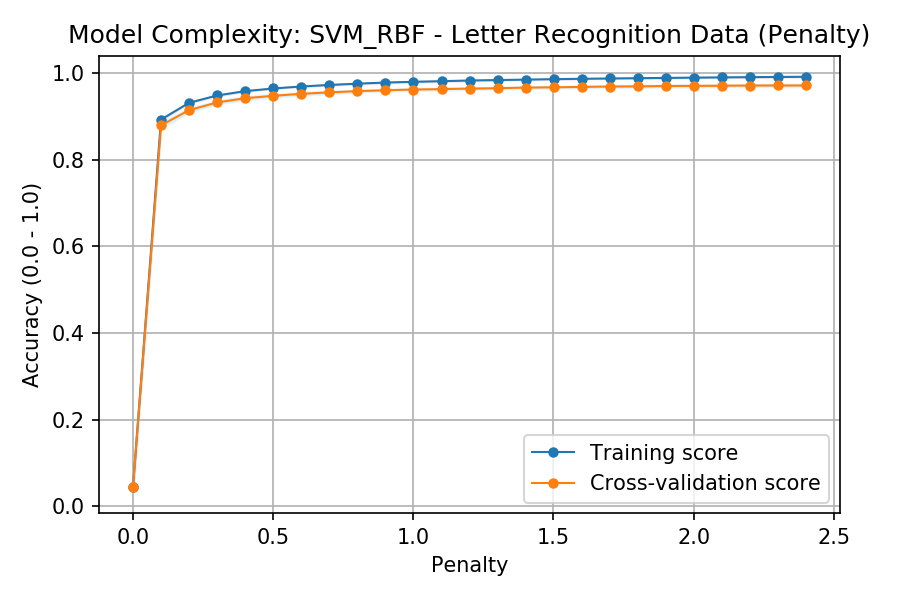 Model Complexity: SVM_RBF - Letter Recognition Data (Penalty)
1.0
0.8
0.6
0.4
0.2
0.0
Accuracy (0.0 - 1.0)
Training score
Cross-validation score
0.0 0.5 1.0 1.5 2.0 2.5
Penalty